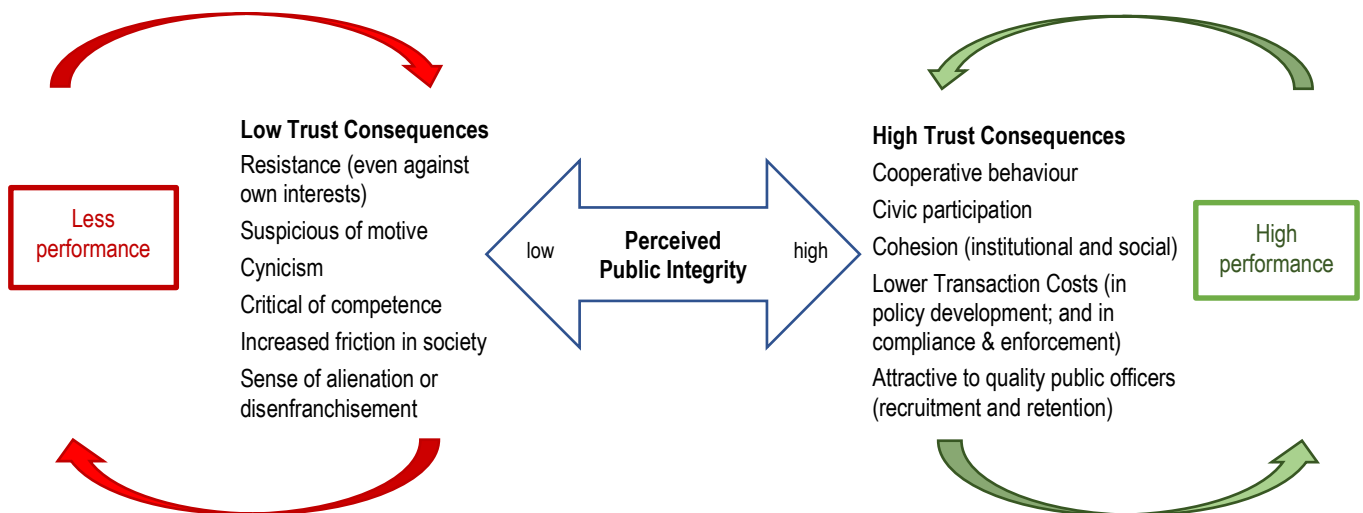 Less
performance
Low Trust Consequences
Resistance (even against
own interests)
Suspicious of motive
Cynicism
Critical of competence
Increased friction in society
Sense of alienation or
disenfranchisement
low
Perceived
Public Integrity
high
High Trust Consequences
Cooperative behaviour
Civic participation
Cohesion (institutional and social)
Lower Transaction Costs (in
policy development; and in
compliance & enforcement)
Attractive to quality public officers
(recruitment and retention)
High
performance